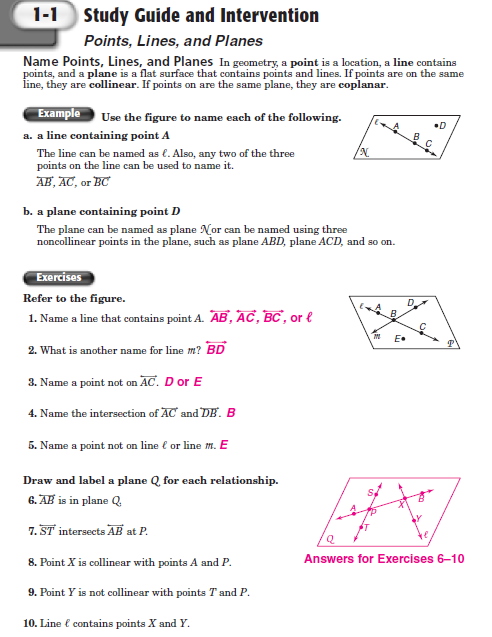 1-1 Study Guide and Intervention
Points, Lines, and Planes
Name Points, Lines, and Planes In geometry, a point is a location, a line contains
points, and a plane is a flat surface that contains points and lines. If points are on the same
line, they are collinear. If points on are the same plane, they are coplanar.
Example Use the figure to name each of the following.
a. a line containing point A
The line can be named as ℓ. Also, any two of the three
points on the line can be used to name it.
AB, AC, or BC
ℓ A D
B C
N
b. a plane containing point D
The plane can be named as plane N or can be named using three
noncollinear points in the plane, such as plane ABD, plane ACD, and so on.
Exercises
Refer to the figure.
1. Name a line that contains point A. AB, AC, BC, or ℓ
2. What is another name for line m? BD
3. Name a point not on AC. D or E
4. Name the intersection of AC and DB. B
5. Name a point not on line ℓ or line m. E
ℓ A D
B
C
m E
P
Draw and label a plane Q for each relationship.
6. AB is in plane Q.
7. ST intersects AB at P.
8. Point X is collinear with points A and P.
9. Point Y is not collinear with points T and P.
10. Line ℓ contains points X and Y.
S
A P X B
T Y
Q ℓ
Answers for Exercises 6–10